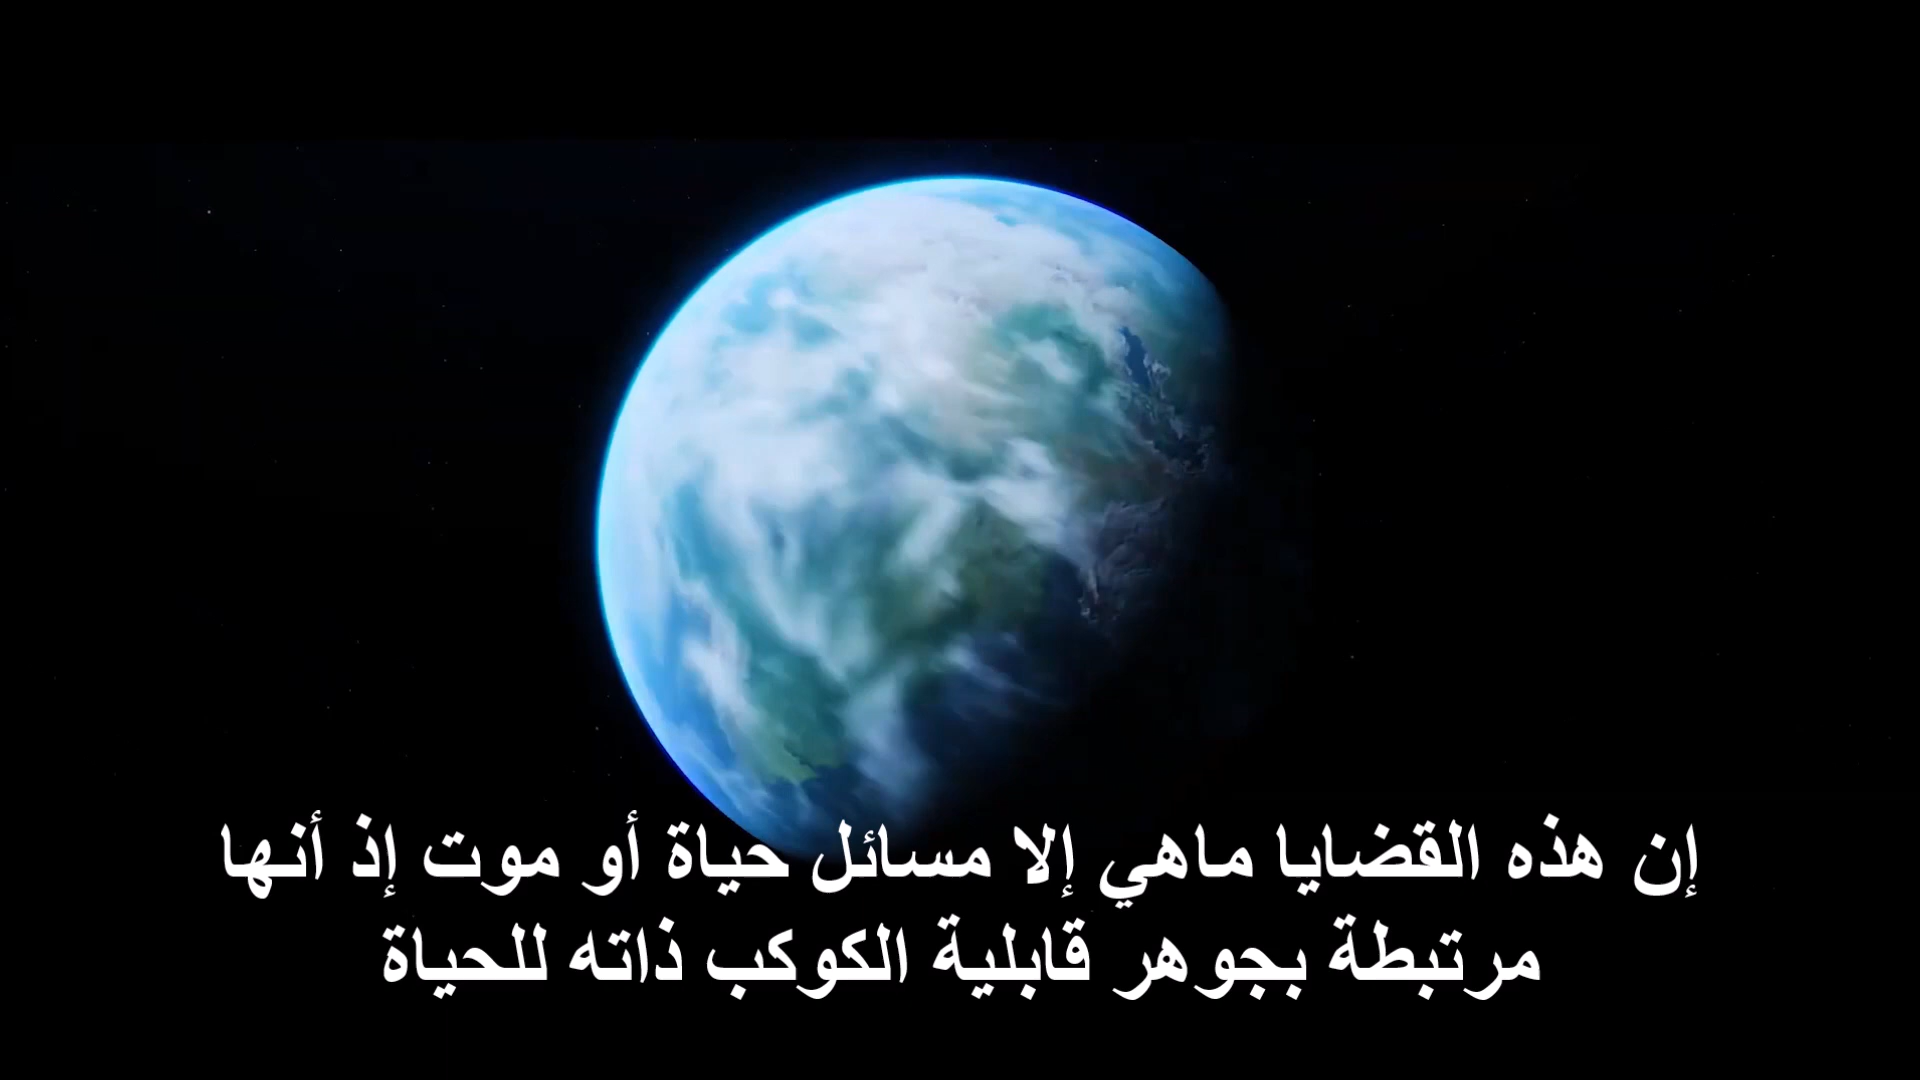 إن هذه القضايا ماهي إلا مسائل حياة أو موت إذ أنها
مرتبطة بجوهر قابلية الكوكب ذاته للحياة